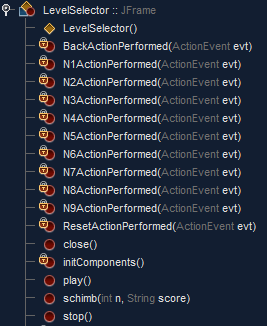 LevelSelector :: JFrame
LevelSelector()
BackActionPerformed(ActionEvent evt)
N1ActionPerformed(ActionEvent evt)
N2ActionPerformed(ActionEvent evt)
N3ActionPerformed(ActionEvent evt)
N4ActionPerformed(ActionEvent evt)
N5ActionPerformed(ActionEvent evt)
N6ActionPerformed(ActionEvent evt)
N7ActionPerformed(ActionEvent evt)
N8ActionPerformed(ActionEvent evt)
N9ActionPerformed(ActionEvent evt)
ResetActionPerformed(ActionEvent evt)
close()
initComponents()
play()
schimb(int n, String score)
stop()